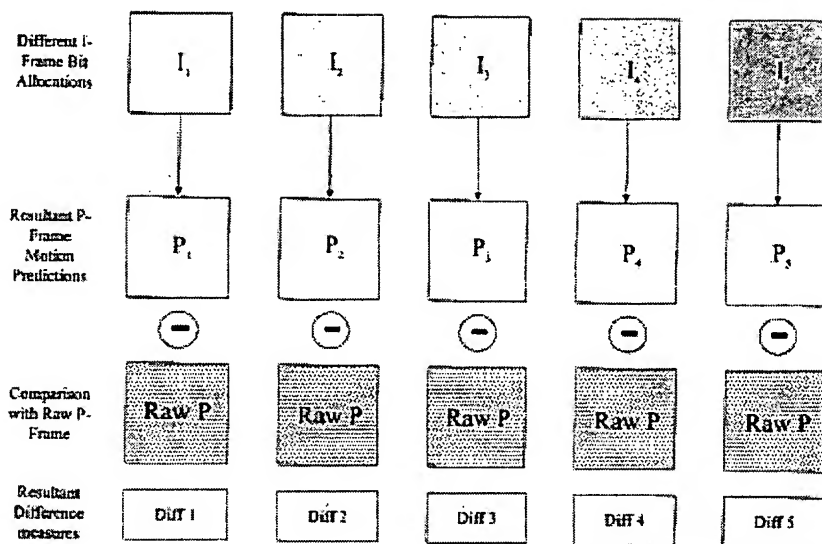 Different I-
Frame Bit
Allocations
I₁ I₂ I₃ I₄ I₅
Resultant P-
Frame
Motion
Predictions
P₁ P₂ P₃ P₄ P₅
− − − − −
Comparison
with Raw P-
Frame
Raw P Raw P Raw P Raw P Raw P
Resultant
Difference
measures
Diff 1 Diff 2 Diff 3 Diff 4 Diff 5